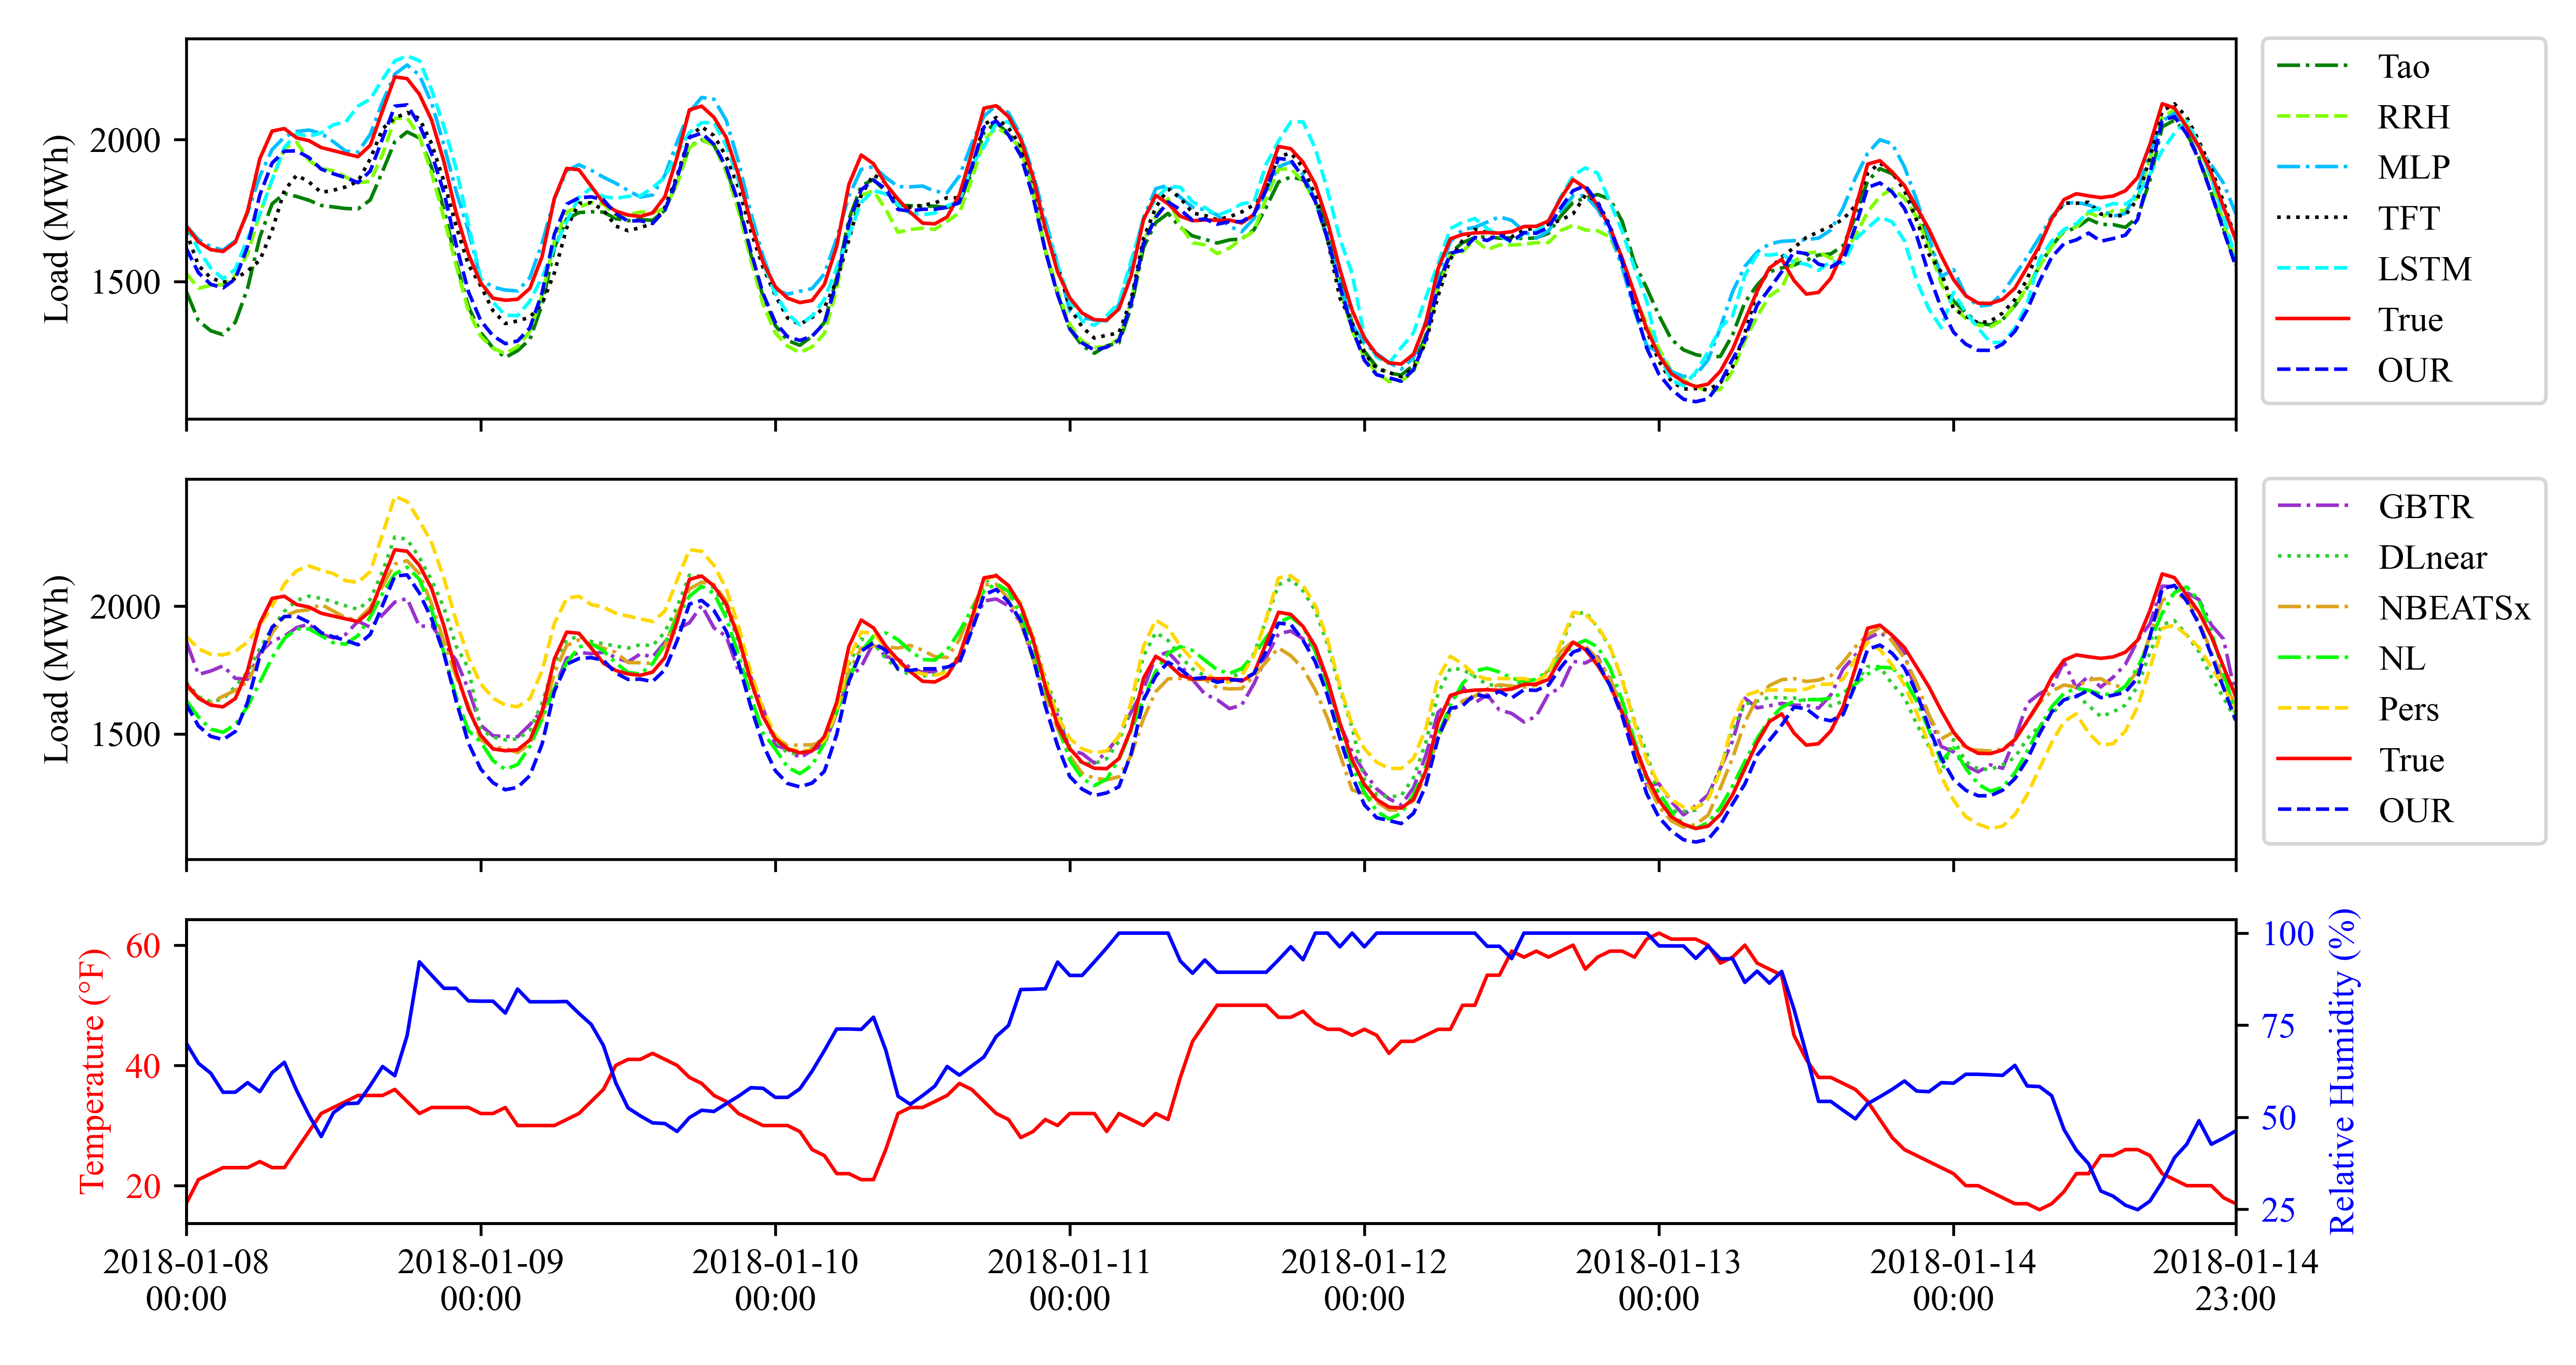 Load (MWh)
2000
1500
Tao
RRH
MLP
TFT
LSTM
True
OUR
Load (MWh)
2000
1500
GBTR
DLnear
NBEATSx
NL
Pers
True
OUR
Temperature (°F)
60
40
20
Relative Humidity (%)
100
75
50
25
2018-01-08
00:00
2018-01-09
00:00
2018-01-10
00:00
2018-01-11
00:00
2018-01-12
00:00
2018-01-13
00:00
2018-01-14
00:00
2018-01-14
23:00